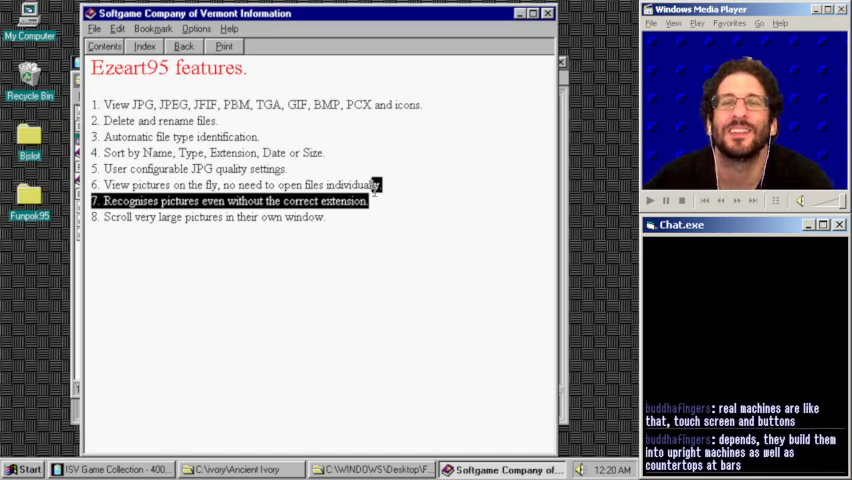 Softgame Company of Vermont Information
File Edit Bookmark Options Help
Contents Index Back Print
Ezeart95 features.
1. View JPG, JPEG, JFIF, PBM, TGA, GIF, BMP, PCX and icons.
2. Delete and rename files.
3. Automatic file type identification.
4. Sort by Name, Type, Extension, Date or Size.
5. User configurable JPG quality settings.
6. View pictures on the fly, no need to open files individually.
7. Recognises pictures even without the correct extension.
8. Scroll very large pictures in their own window.
My Computer
Recycle Bin
Bjslot
Funpok95
Windows Media Player
File View Play Favorites Go Help
Chat.exe
buddhafingers: real machines are like
that, touch screen and buttons
buddhafingers: depends, they build them
into upright machines as well as
countertops at bars
Start ISV Game Collection - 400... C:\ivory\Ancient Ivory C:\WINDOWS\Desktop\F... Softgame Company of... 12:20 AM